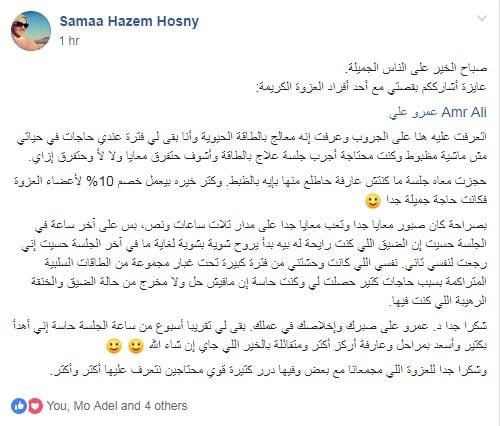 Samaa Hazem Hosny
1 hr
صباح الخير على الناس الجميلة.
عايزة أشارككم بقصتي مع أحد أفراد العزوة الكريمة:
Amr Ali عمرو علي
اتعرفت عليه هنا على الجروب وعرفت إنه معالج بالطاقة الحيوية وأنا بقى لي فترة عندي حاجات في حياتي
مش ماشية مظبوط وكنت محتاجة أجرب جلسة علاج بالطاقة وأشوف حتفرق معايا ولا لأ وحتفرق إزاي.
حجزت معاه جلسة ما كنتش عارفة حاطلع منها بإيه بالظبط. وكتر خيره بيعمل خصم 10% لأعضاء العزوة
فكانت حاجة جميلة جدا 🙂
بصراحة كان صبور معايا جدا وتعب معايا جدا على مدار تلات ساعات ونص، بس على آخر ساعة في
الجلسة حسيت إن الضيق اللي كنت رايحة له بيه بدأ يروح شوية بشوية لغاية ما في آخر الجلسة حسيت إني
رجعت لنفسي تاني. نفسي اللي كانت وحشتني من فترة كبيرة تحت غبار مجموعة من الطاقات السلبية
المتراكمة بسبب حاجات كتير حصلت لي وكنت حاسة إن مافيش حل ولا مخرج من حالة الضيق والخنقة
الرهيبة اللي كنت فيها.
شكرا جدا د. عمرو على صبرك وإخلاصك في عملك. بقى لي تقريبا أسبوع من ساعة الجلسة حاسة إني أهدأ
بكتير وأسعد بمراحل وعارفة أركز أكتر ومتفائلة بالخير اللي جاي إن شاء الله 🙂 🙂
وشكرا جدا للعزوة اللي مجمعانا مع بعض وفيها درر كتيرة قوي محتاجين نتعرف عليها أكتر وأكتر.
You, Mo Adel and 4 others